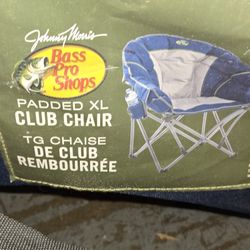 Johnny Morris
Bass
Pro
Shops
PADDED XL
CLUB CHAIR
TG CHAISE
DE CLUB
REMBOURRÉE